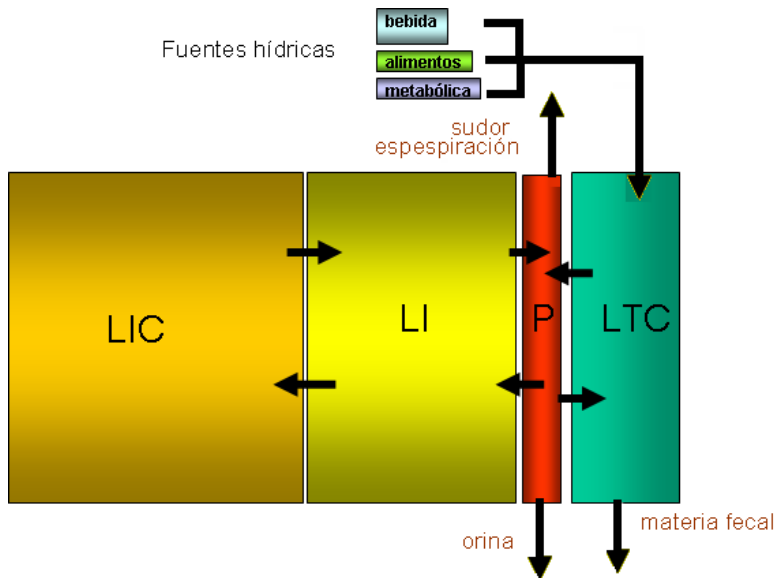 bebida
Fuentes hídricas
alimentos
metabólica
sudor
espespiración
LIC
LI
P
LTC
materia fecal
orina